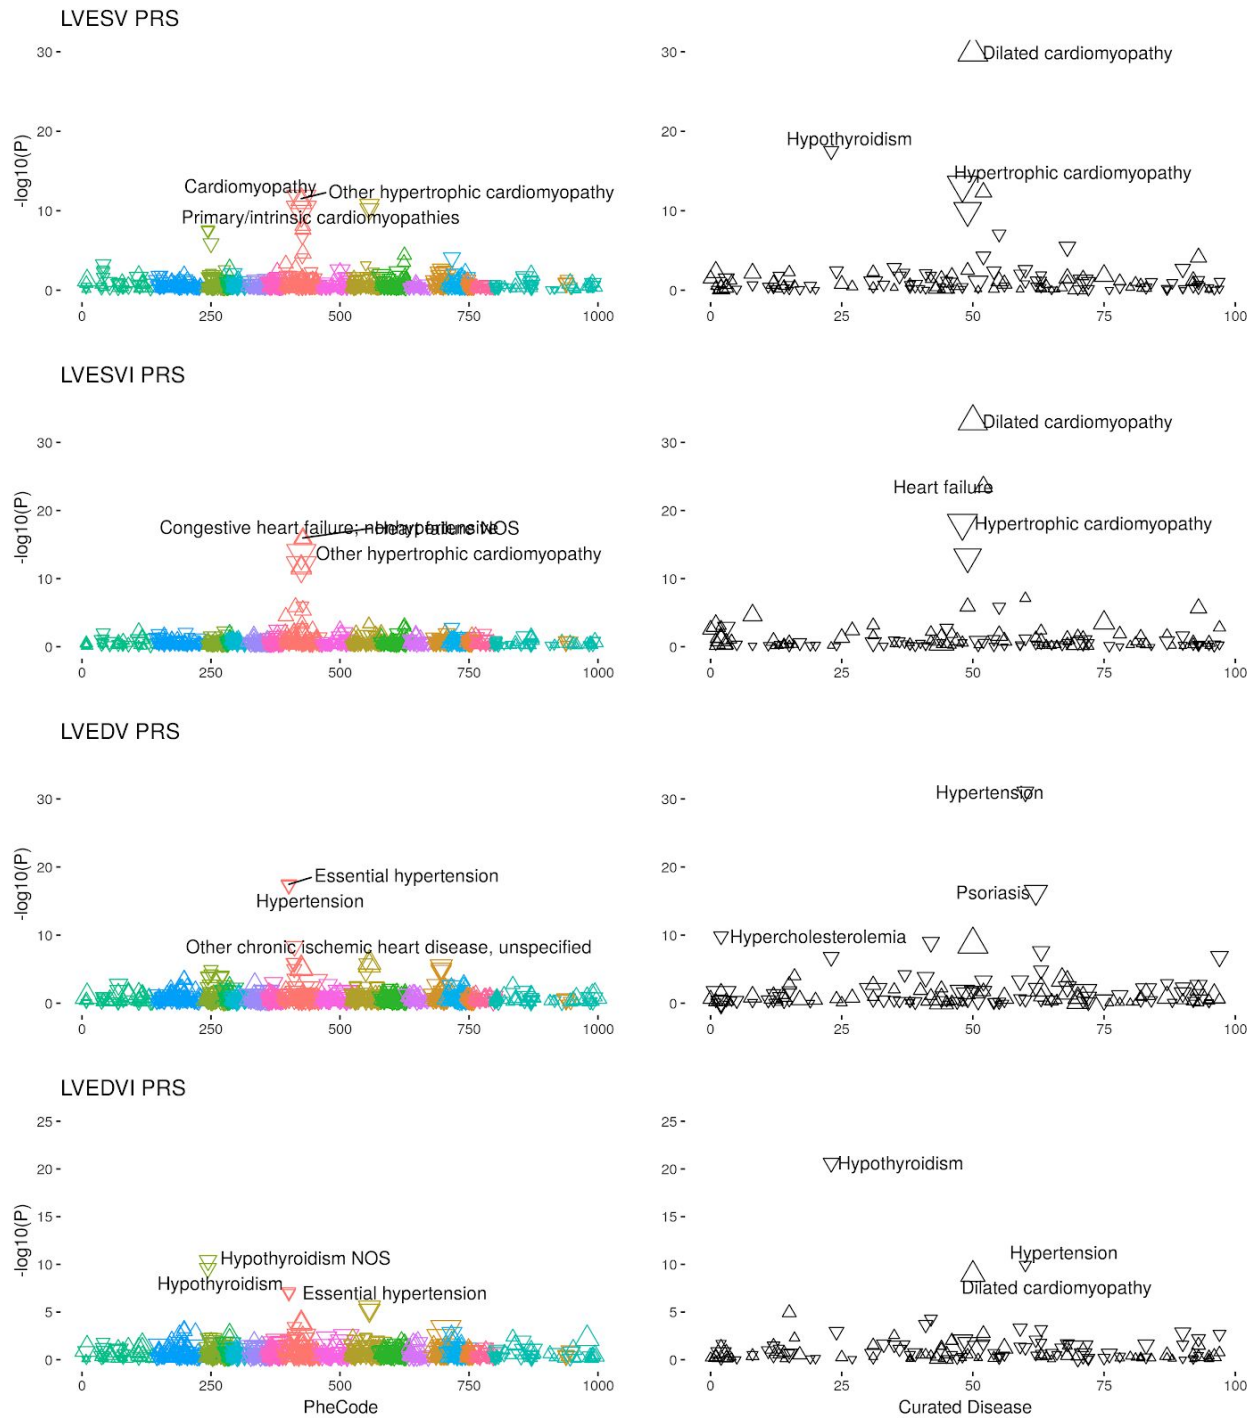 LVESV PRS
30
20
10
0
-log10(P)
Cardiomyopathy
Other hypertrophic cardiomyopathy
Primary/intrinsic cardiomyopathies
0 250 500 750 1000
30
20
10
0
Dilated cardiomyopathy
Hypothyroidism
Hypertrophic cardiomyopathy
0 25 50 75 100
LVESVI PRS
30
20
10
0
-log10(P)
Congestive heart failure; nonhypertensive
Heart failure NOS
Other hypertrophic cardiomyopathy
0 250 500 750 1000
30
20
10
0
Dilated cardiomyopathy
Heart failure
Hypertrophic cardiomyopathy
0 25 50 75 100
LVEDV PRS
30
20
10
0
-log10(P)
Essential hypertension
Hypertension
Other chronic ischemic heart disease, unspecified
0 250 500 750 1000
30
20
10
0
Hypertension
Psoriasis
Hypercholesterolemia
0 25 50 75 100
LVEDVI PRS
25
20
15
10
5
0
-log10(P)
Hypothyroidism NOS
Hypothyroidism
Essential hypertension
0 250 500 750 1000
PheCode
25
20
15
10
5
0
Hypothyroidism
Hypertension
Dilated cardiomyopathy
0 25 50 75 100
Curated Disease